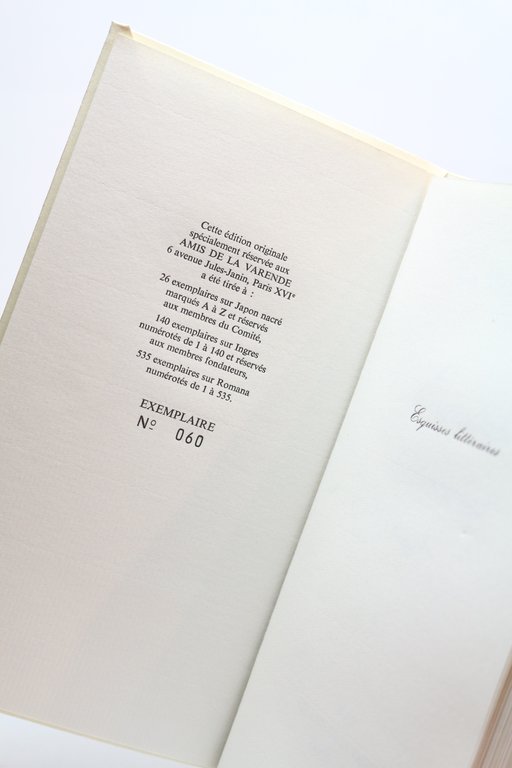 Cette édition originale
spécialement réservée aux
AMIS DE LA VARENDE
6 avenue Jules-Janin, Paris XVIe
a été tirée à :
26 exemplaires sur Japon nacré
marqués A à Z et réservés
aux membres du Comité,
140 exemplaires sur Ingres
numérotés de 1 à 140 et réservés
aux membres fondateurs,
535 exemplaires sur Romana
numérotés de 1 à 535.
EXEMPLAIRE
Nº 060
Esquisses littéraires